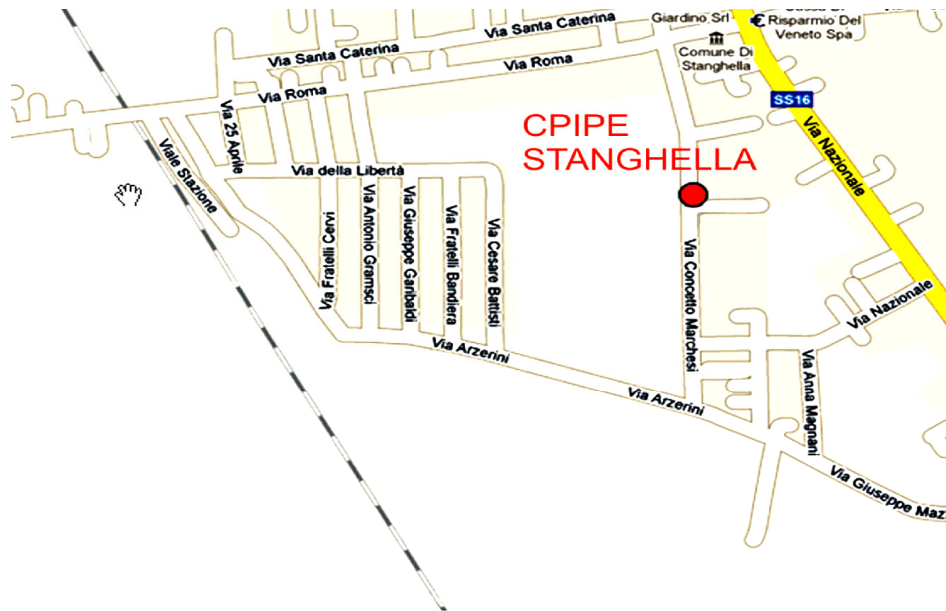 Giardino Srl
Risparmio Del
Veneto Spa
Comune Di
Stanghella
Via Santa Caterina
Via Santa Caterina
Via Roma
Via Roma
SS16
Via Nazionale
CPIPE
STANGHELLA
Via 25 Aprile
Viale Stazione
Via della Libertà
Via Fratelli Cervi
Via Antonio Gramsci
Via Giuseppe Garibaldi
Via Fratelli Bandiera
Via Cesare Battisti
Via Concetto Marchesi
Via Nazionale
Via Arzerini
Via Anna Magnani
Via Arzerini
Via Giuseppe Maz